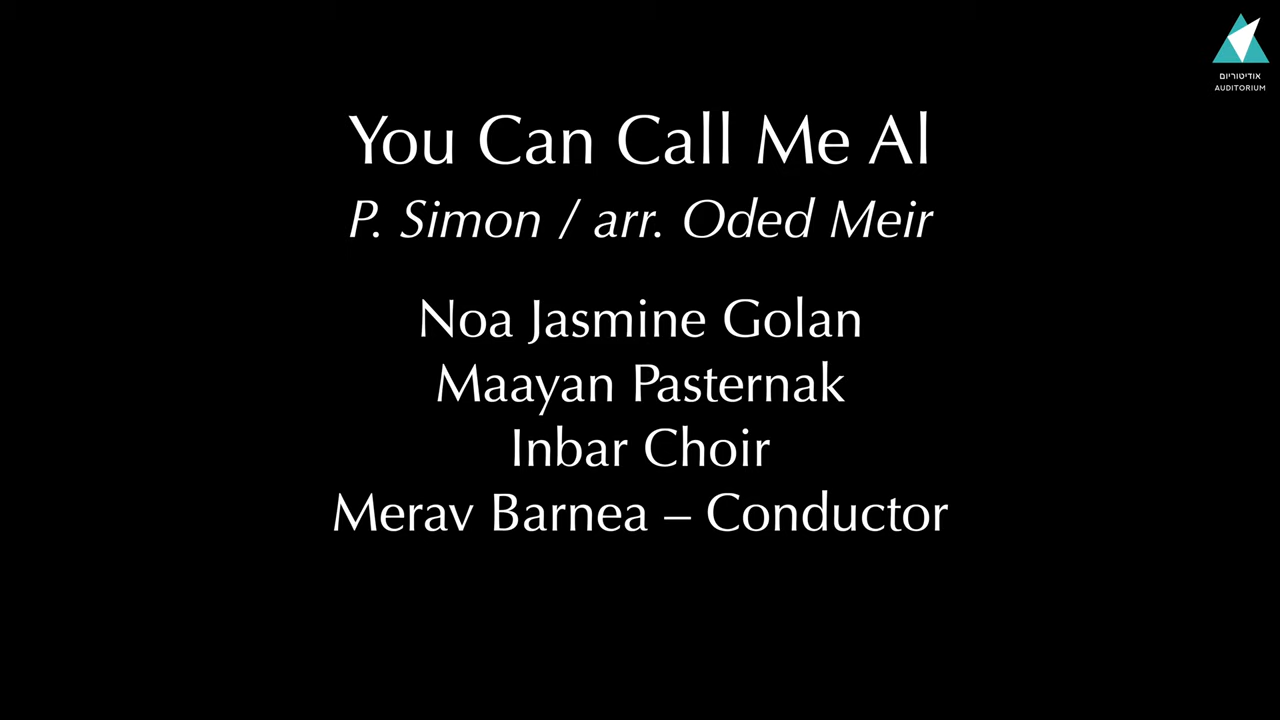 אודיטוריום
AUDITORIUM
You Can Call Me Al
P. Simon / arr. Oded Meir
Noa Jasmine Golan
Maayan Pasternak
Inbar Choir
Merav Barnea – Conductor